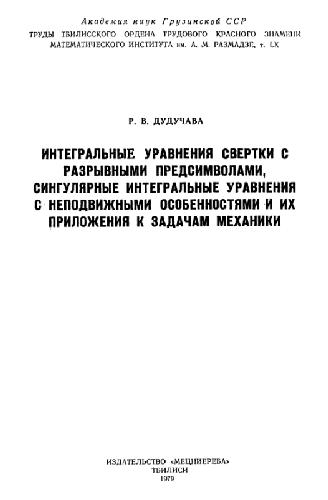 Академия наук Грузинской ССР
ТРУДЫ ТБИЛИССКОГО ОРДЕНА ТРУДОВОГО КРАСНОГО ЗНАМЕНИ
МАТЕМАТИЧЕСКОГО ИНСТИТУТА им. А. М. РАЗМАДЗЕ, т. LX
Р. В. ДУДУЧАВА
ИНТЕГРАЛЬНЫЕ УРАВНЕНИЯ СВЕРТКИ С
РАЗРЫВНЫМИ ПРЕДСИМВОЛАМИ,
СИНГУЛЯРНЫЕ ИНТЕГРАЛЬНЫЕ УРАВНЕНИЯ
С НЕПОДВИЖНЫМИ ОСОБЕННОСТЯМИ И ИХ
ПРИЛОЖЕНИЯ К ЗАДАЧАМ МЕХАНИКИ
ИЗДАТЕЛЬСТВО «МЕЦНИЕРЕБА»
ТБИЛИСИ
1979